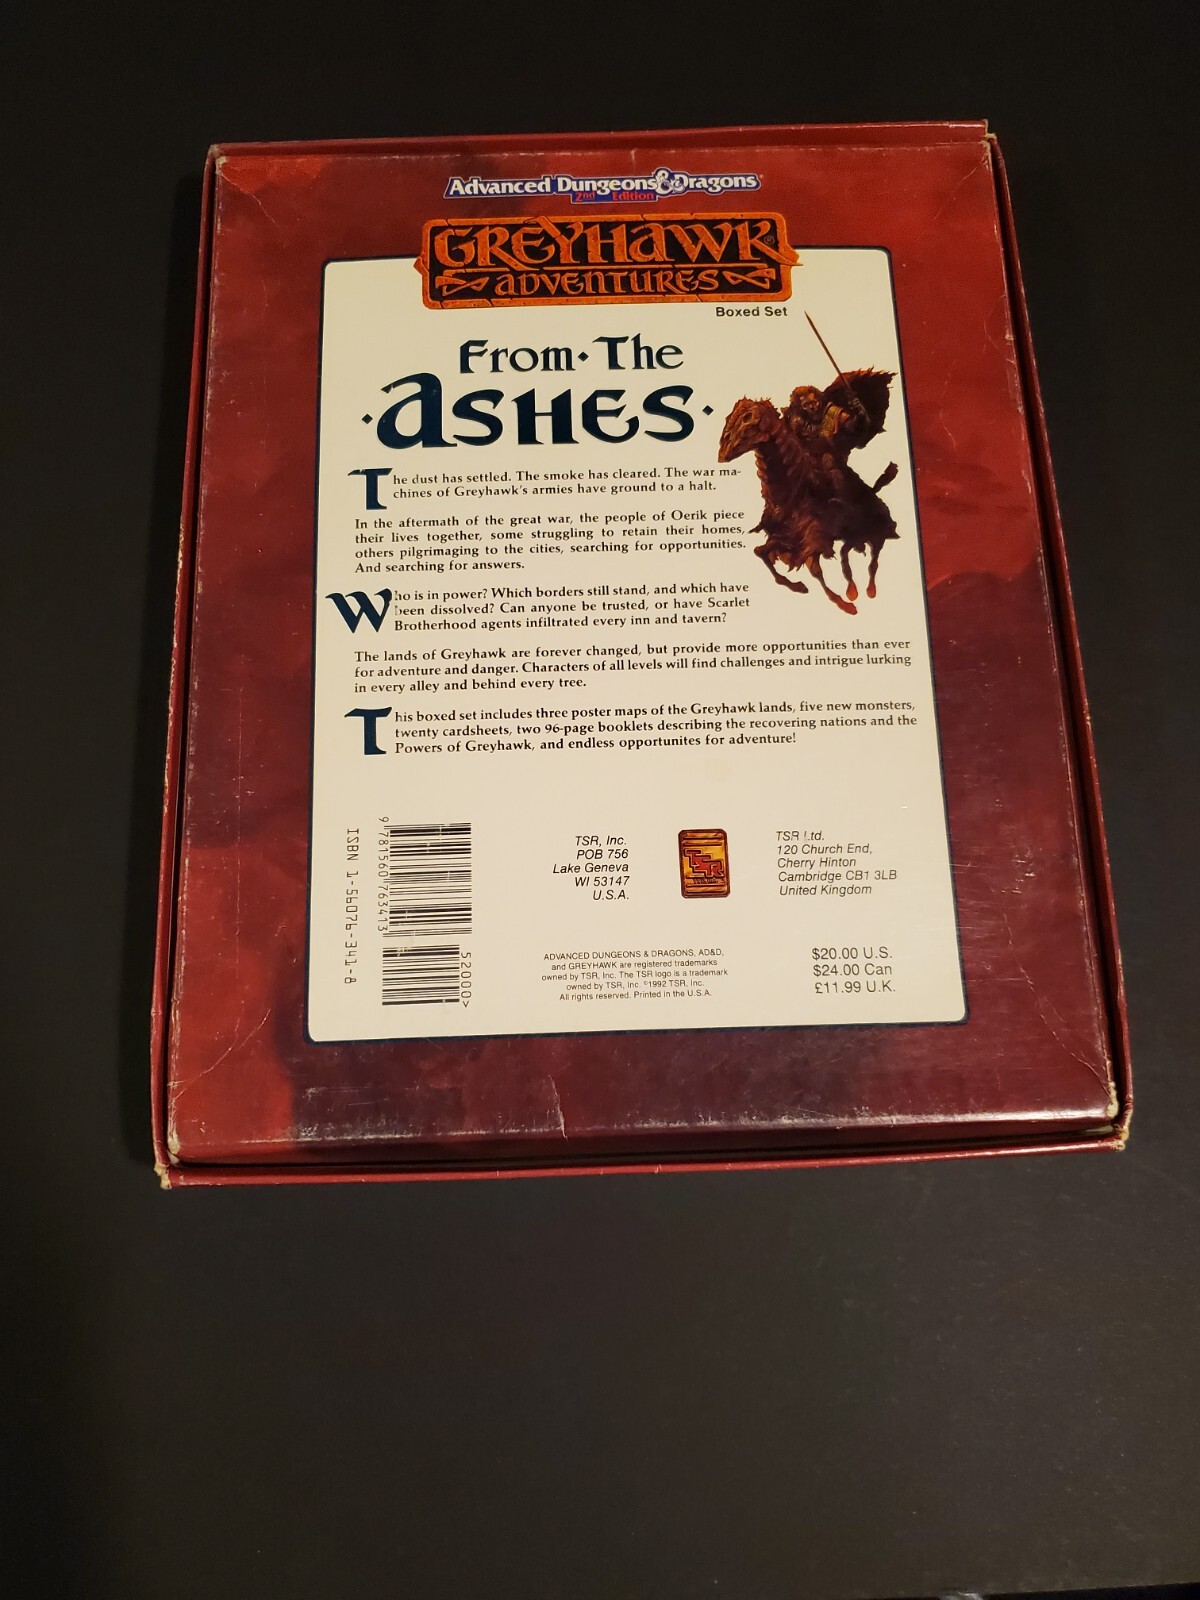 Advanced Dungeons & Dragons®
2nd Edition
GREYHAWK®
ADVENTURES
Boxed Set
From·The
·ASHES·
The dust has settled. The smoke has cleared. The war ma-
chines of Greyhawk's armies have ground to a halt.
In the aftermath of the great war, the people of Oerik piece
their lives together, some struggling to retain their homes,
others pilgrimaging to the cities, searching for opportunities.
And searching for answers.
Who is in power? Which borders still stand, and which have
been dissolved? Can anyone be trusted, or have Scarlet
Brotherhood agents infiltrated every inn and tavern?
The lands of Greyhawk are forever changed, but provide more opportunities than ever
for adventure and danger. Characters of all levels will find challenges and intrigue lurking
in every alley and behind every tree.
This boxed set includes three poster maps of the Greyhawk lands, five new monsters,
twenty cardsheets, two 96-page booklets describing the recovering nations and the
Powers of Greyhawk, and endless opportunites for adventure!
ISBN 1-56076-341-8
9 781560 763413
52000>
TSR, Inc.
POB 756
Lake Geneva
WI 53147
U.S.A.
TSR
TSR Ltd.
120 Church End,
Cherry Hinton
Cambridge CB1 3LB
United Kingdom
ADVANCED DUNGEONS & DRAGONS, AD&D,
and GREYHAWK are registered trademarks
owned by TSR, Inc. The TSR logo is a trademark
owned by TSR, Inc. ©1992 TSR, Inc.
All rights reserved. Printed in the U.S.A.
$20.00 U.S.
$24.00 Can
£11.99 U.K.